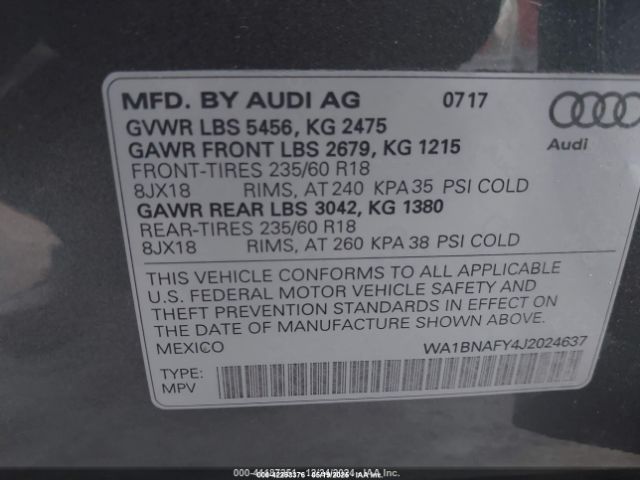 MFD. BY AUDI AG 0717
GVWR LBS 5456, KG 2475
GAWR FRONT LBS 2679, KG 1215
FRONT-TIRES 235/60 R18
8JX18 RIMS, AT 240 KPA 35 PSI COLD
GAWR REAR LBS 3042, KG 1380
REAR-TIRES 235/60 R18
8JX18 RIMS, AT 260 KPA 38 PSI COLD
Audi
THIS VEHICLE CONFORMS TO ALL APPLICABLE
U.S. FEDERAL MOTOR VEHICLE SAFETY AND
THEFT PREVENTION STANDARDS IN EFFECT ON
THE DATE OF MANUFACTURE SHOWN ABOVE.
MEXICO WA1BNAFY4J2024637
TYPE:
MPV